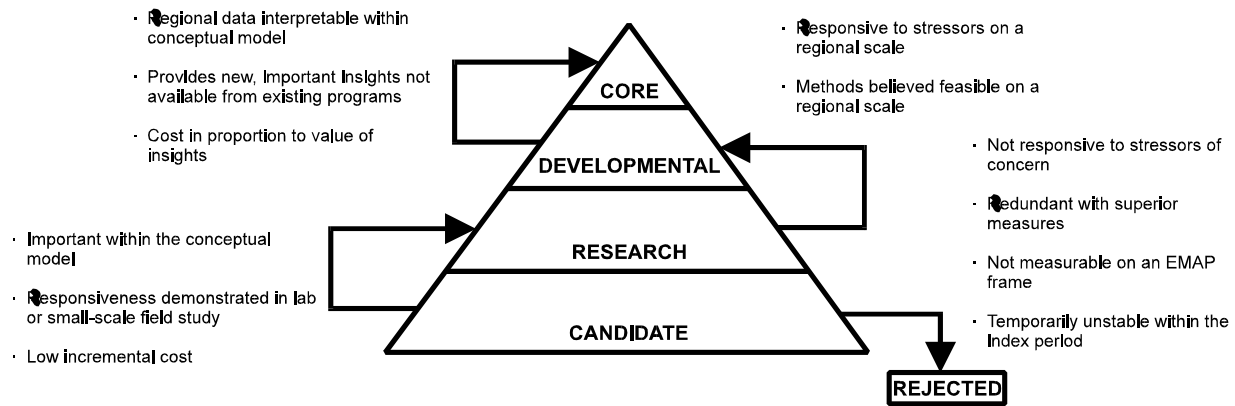 · Regional data interpretable within
conceptual model
· Provides new, Important Insights not
available from existing programs
· Cost in proportion to value of
insights
· Responsive to stressors on a
regional scale
· Methods believed feasible on a
regional scale
CORE
DEVELOPMENTAL
RESEARCH
CANDIDATE
· Important within the conceptual
model
· Responsiveness demonstrated in lab
or small-scale field study
· Low incremental cost
· Not responsive to stressors of
concern
· Redundant with superior
measures
· Not measurable on an EMAP
frame
· Temporarily unstable within the
Index period
REJECTED